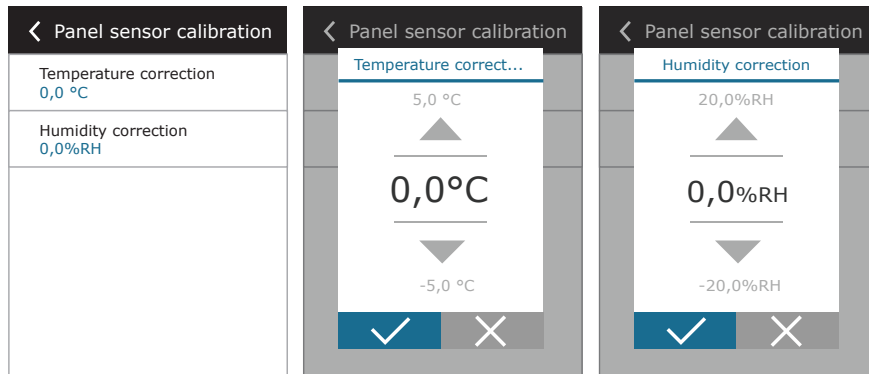 Panel sensor calibration
Temperature correction
0,0 °C
Humidity correction
0,0%RH
Panel sensor calibration
Temperature correct...
5,0 °C
0,0°C
-5,0 °C
Panel sensor calibration
Humidity correction
20,0%RH
0,0%RH
-20,0%RH